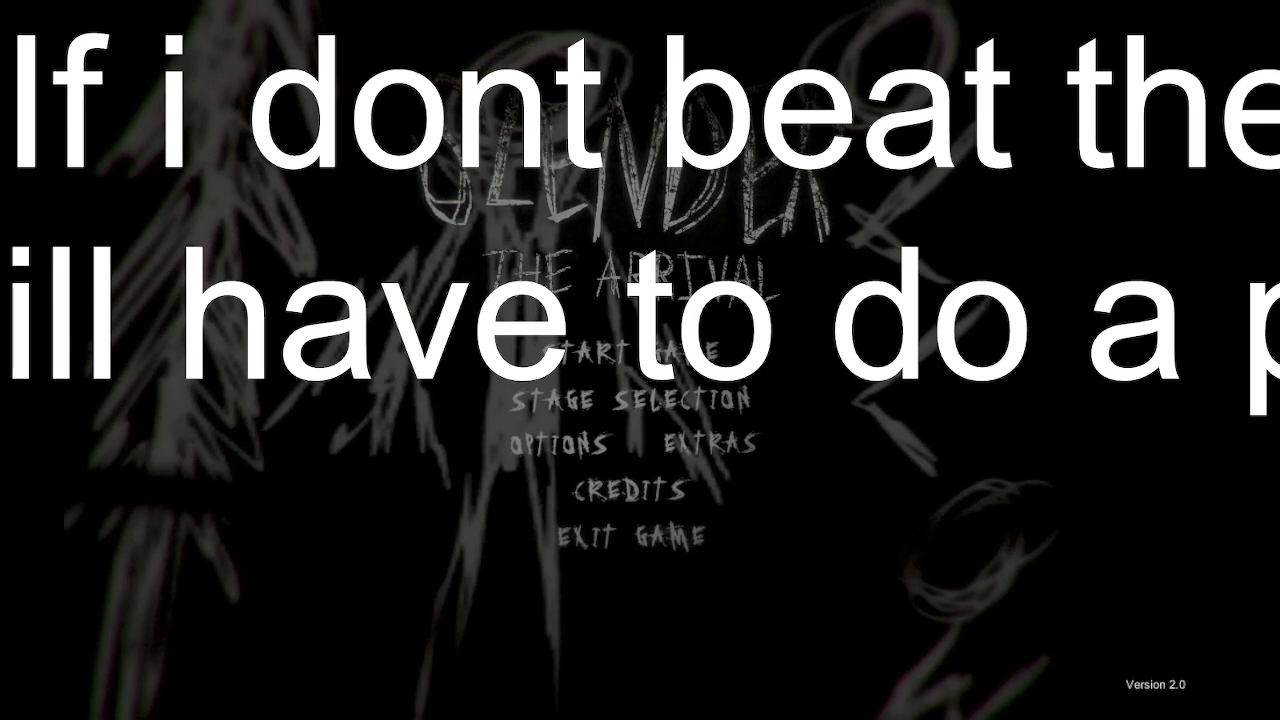 If i dont beat the
ill have to do a p
SLENDER
THE ARRIVAL
START GAME
STAGE SELECTION
OPTIONS EXTRAS
CREDITS
EXIT GAME
Version 2.0